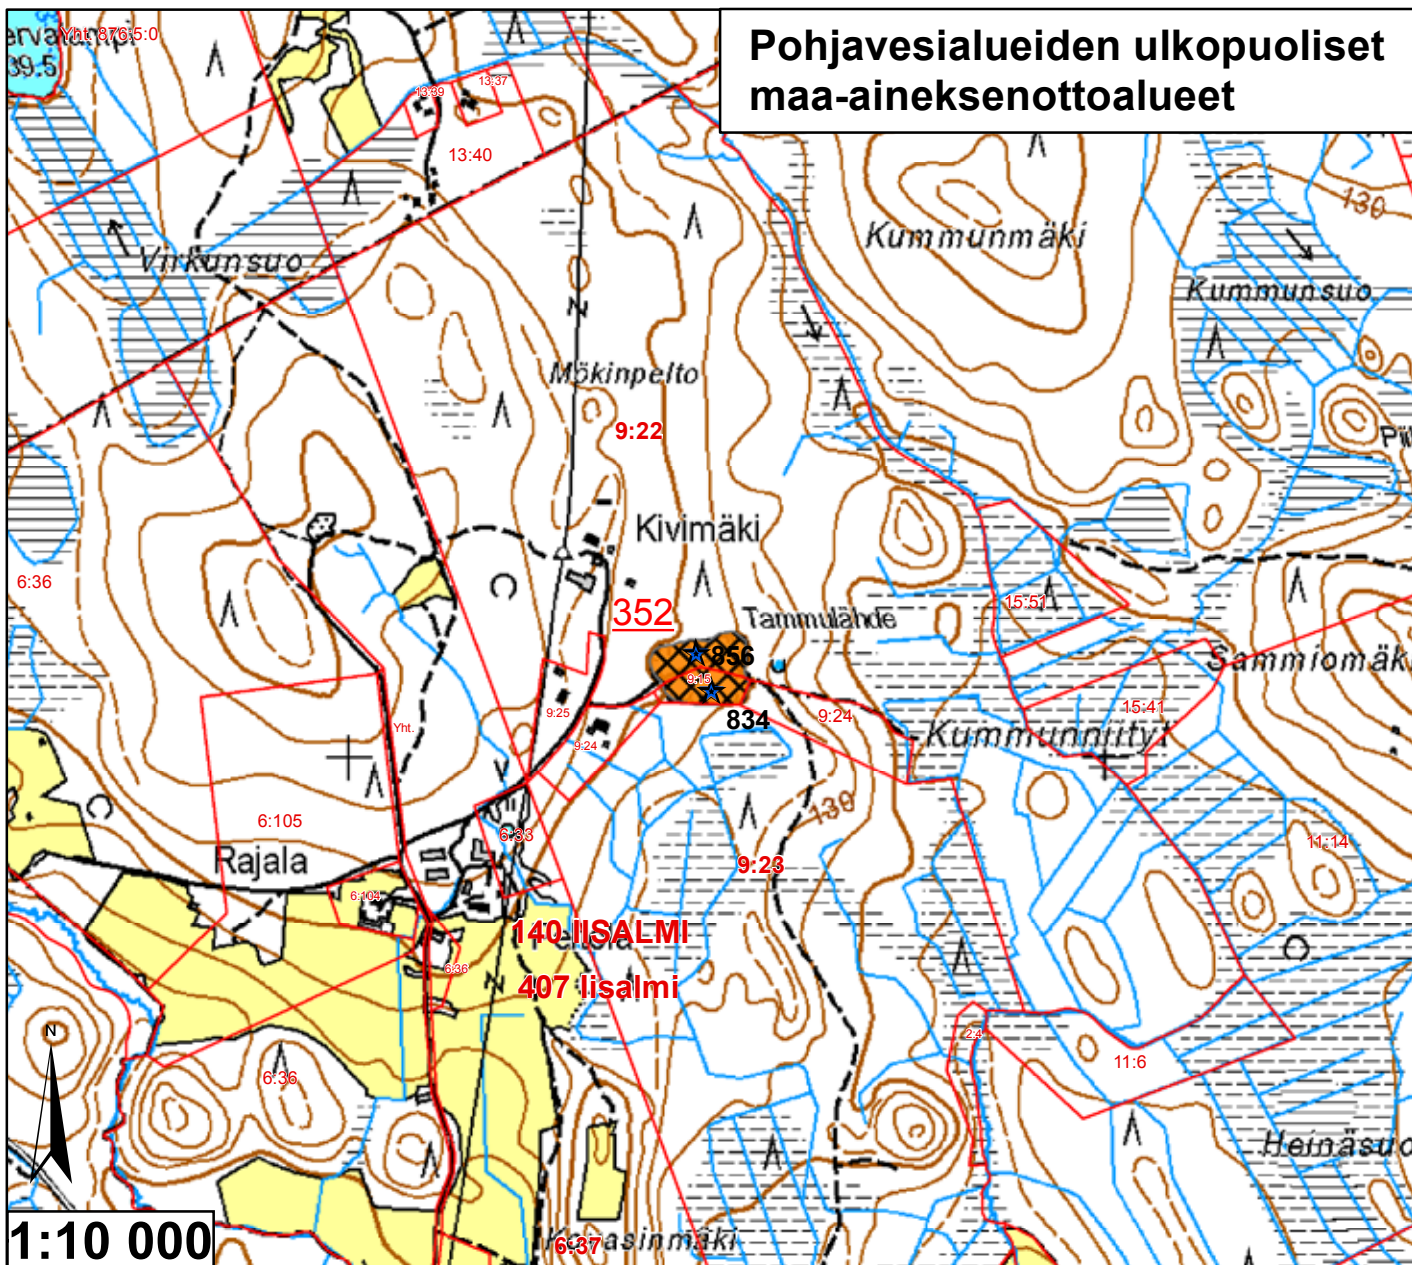 Pohjavesialueiden ulkopuoliset
maa-aineksenottoalueet
Yht. 876:5:0
39.5
13:39
13:37
13:40
130
Kummunmäki
Virkunsuo
Kummunsuo
Mökinpelto
9:22
Kivimäki
6:36
15:51
352
Tammulähde
856
9:15
834
9:24
9:25
9:24
15:41
Kummunniityt
Yht.
6:105
6:33
130
11:14
Rajala
9:23
6:104
140 IISALMI
6:36
407 Iisalmi
N
2:4
11:6
6:36
Heinäsuo
1:10 000
6:37